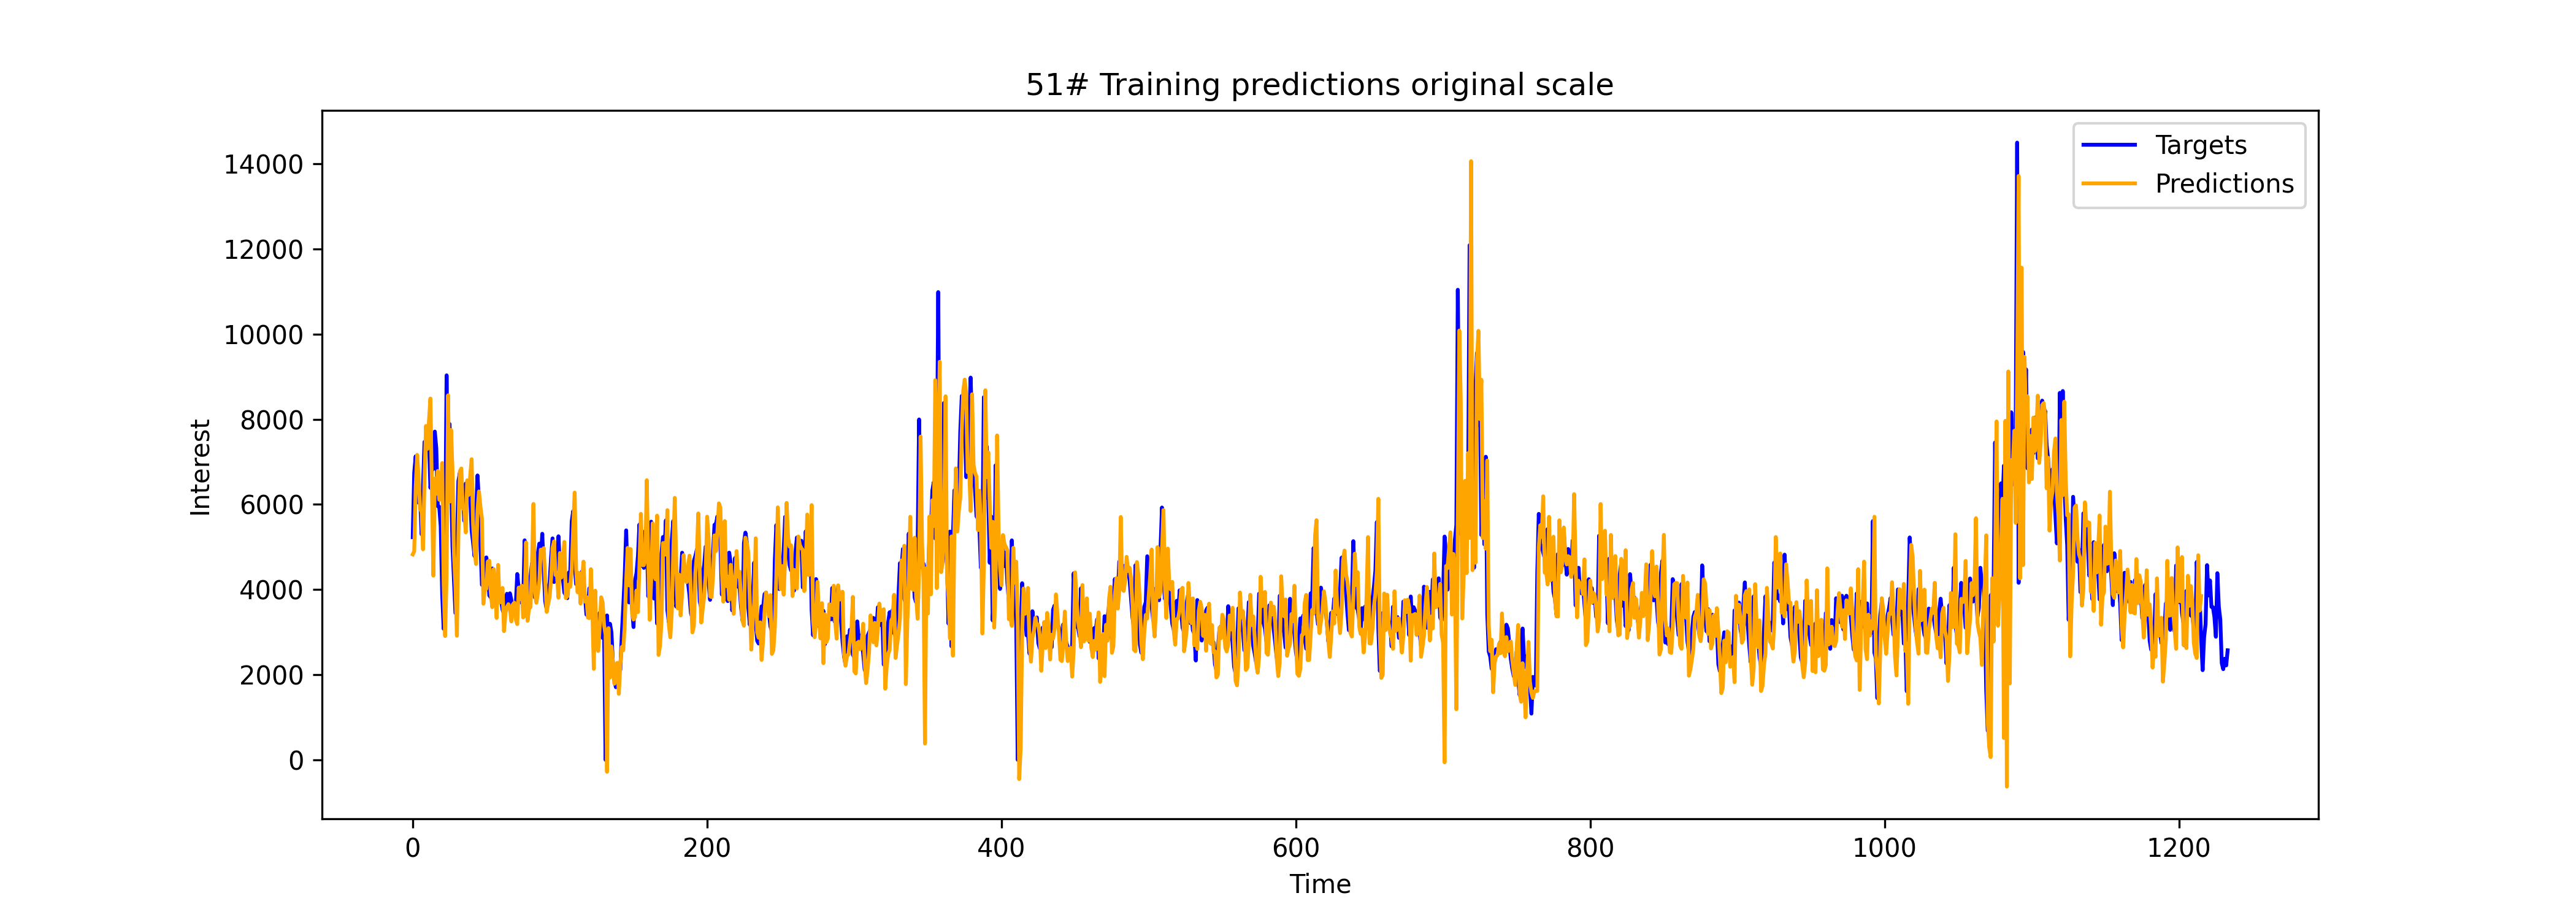 51# Training predictions original scale
Targets
Predictions
14000
12000
10000
8000
6000
4000
2000
0
Interest
0 200 400 600 800 1000 1200
Time